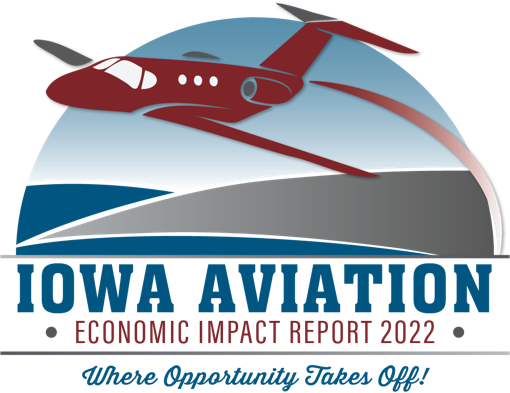 IOWA AVIATION
• ECONOMIC IMPACT REPORT 2022 •
Where Opportunity Takes Off!